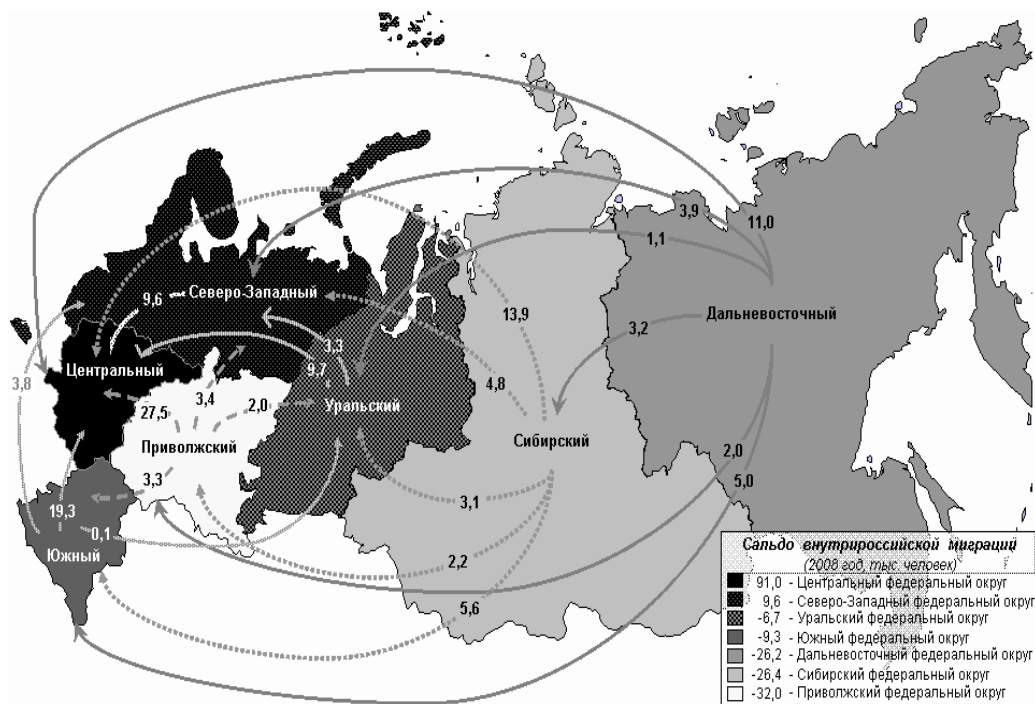 11,0
3,9
1,1
9,6
Северо-Западный
13,9
Дальневосточный
3,2
3,3
Центральный
9,7
3,8
4,8
3,4
27,5
2,0
Уральский
Приволжский
Сибирский
2,0
3,3
5,0
3,1
19,3
0,1
Южный
2,2
5,6
Сальдо внутрироссийской миграции
(2008 год, тыс. человек)
91,0 - Центральный федеральный округ
9,6 - Северо-Западный федеральный округ
-6,7 - Уральский федеральный округ
-9,3 - Южный федеральный округ
-26,2 - Дальневосточный федеральный округ
-26,4 - Сибирский федеральный округ
-32,0 - Приволжский федеральный округ